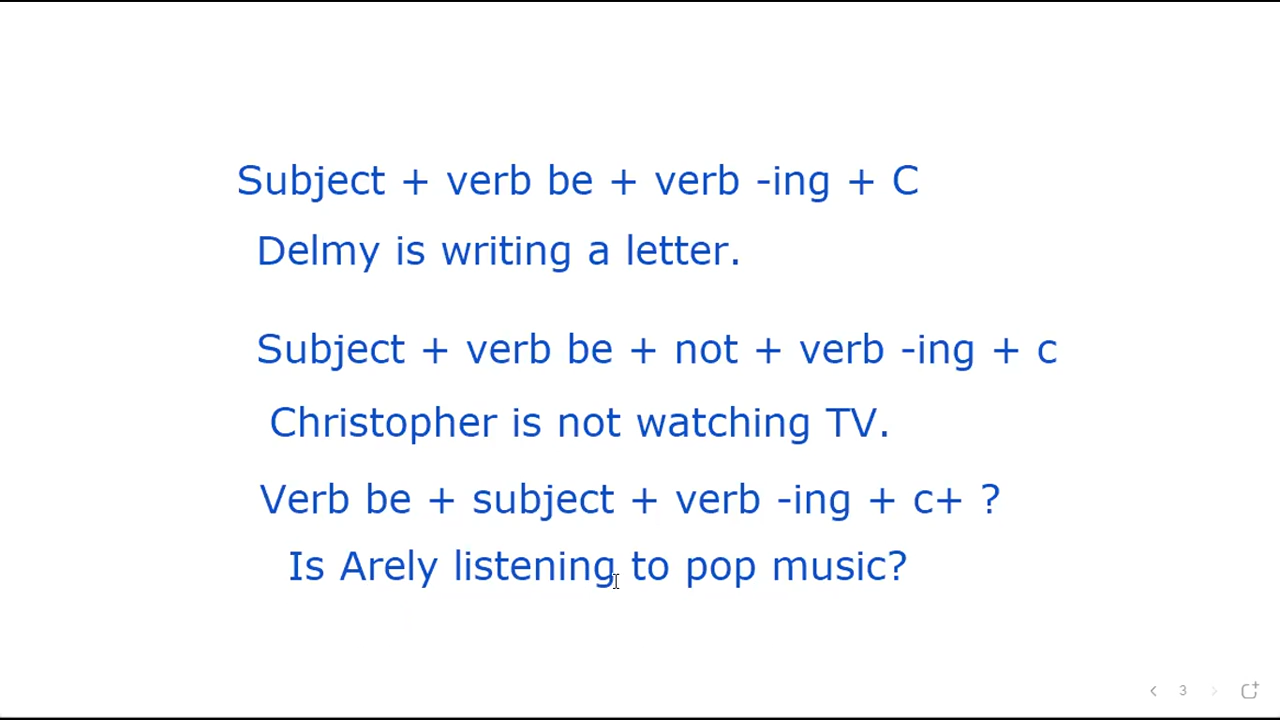 Subject + verb be + verb -ing + C
Delmy is writing a letter.
Subject + verb be + not + verb -ing + c
Christopher is not watching TV.
Verb be + subject + verb -ing + c+ ?
Is Arely listening to pop music?
3